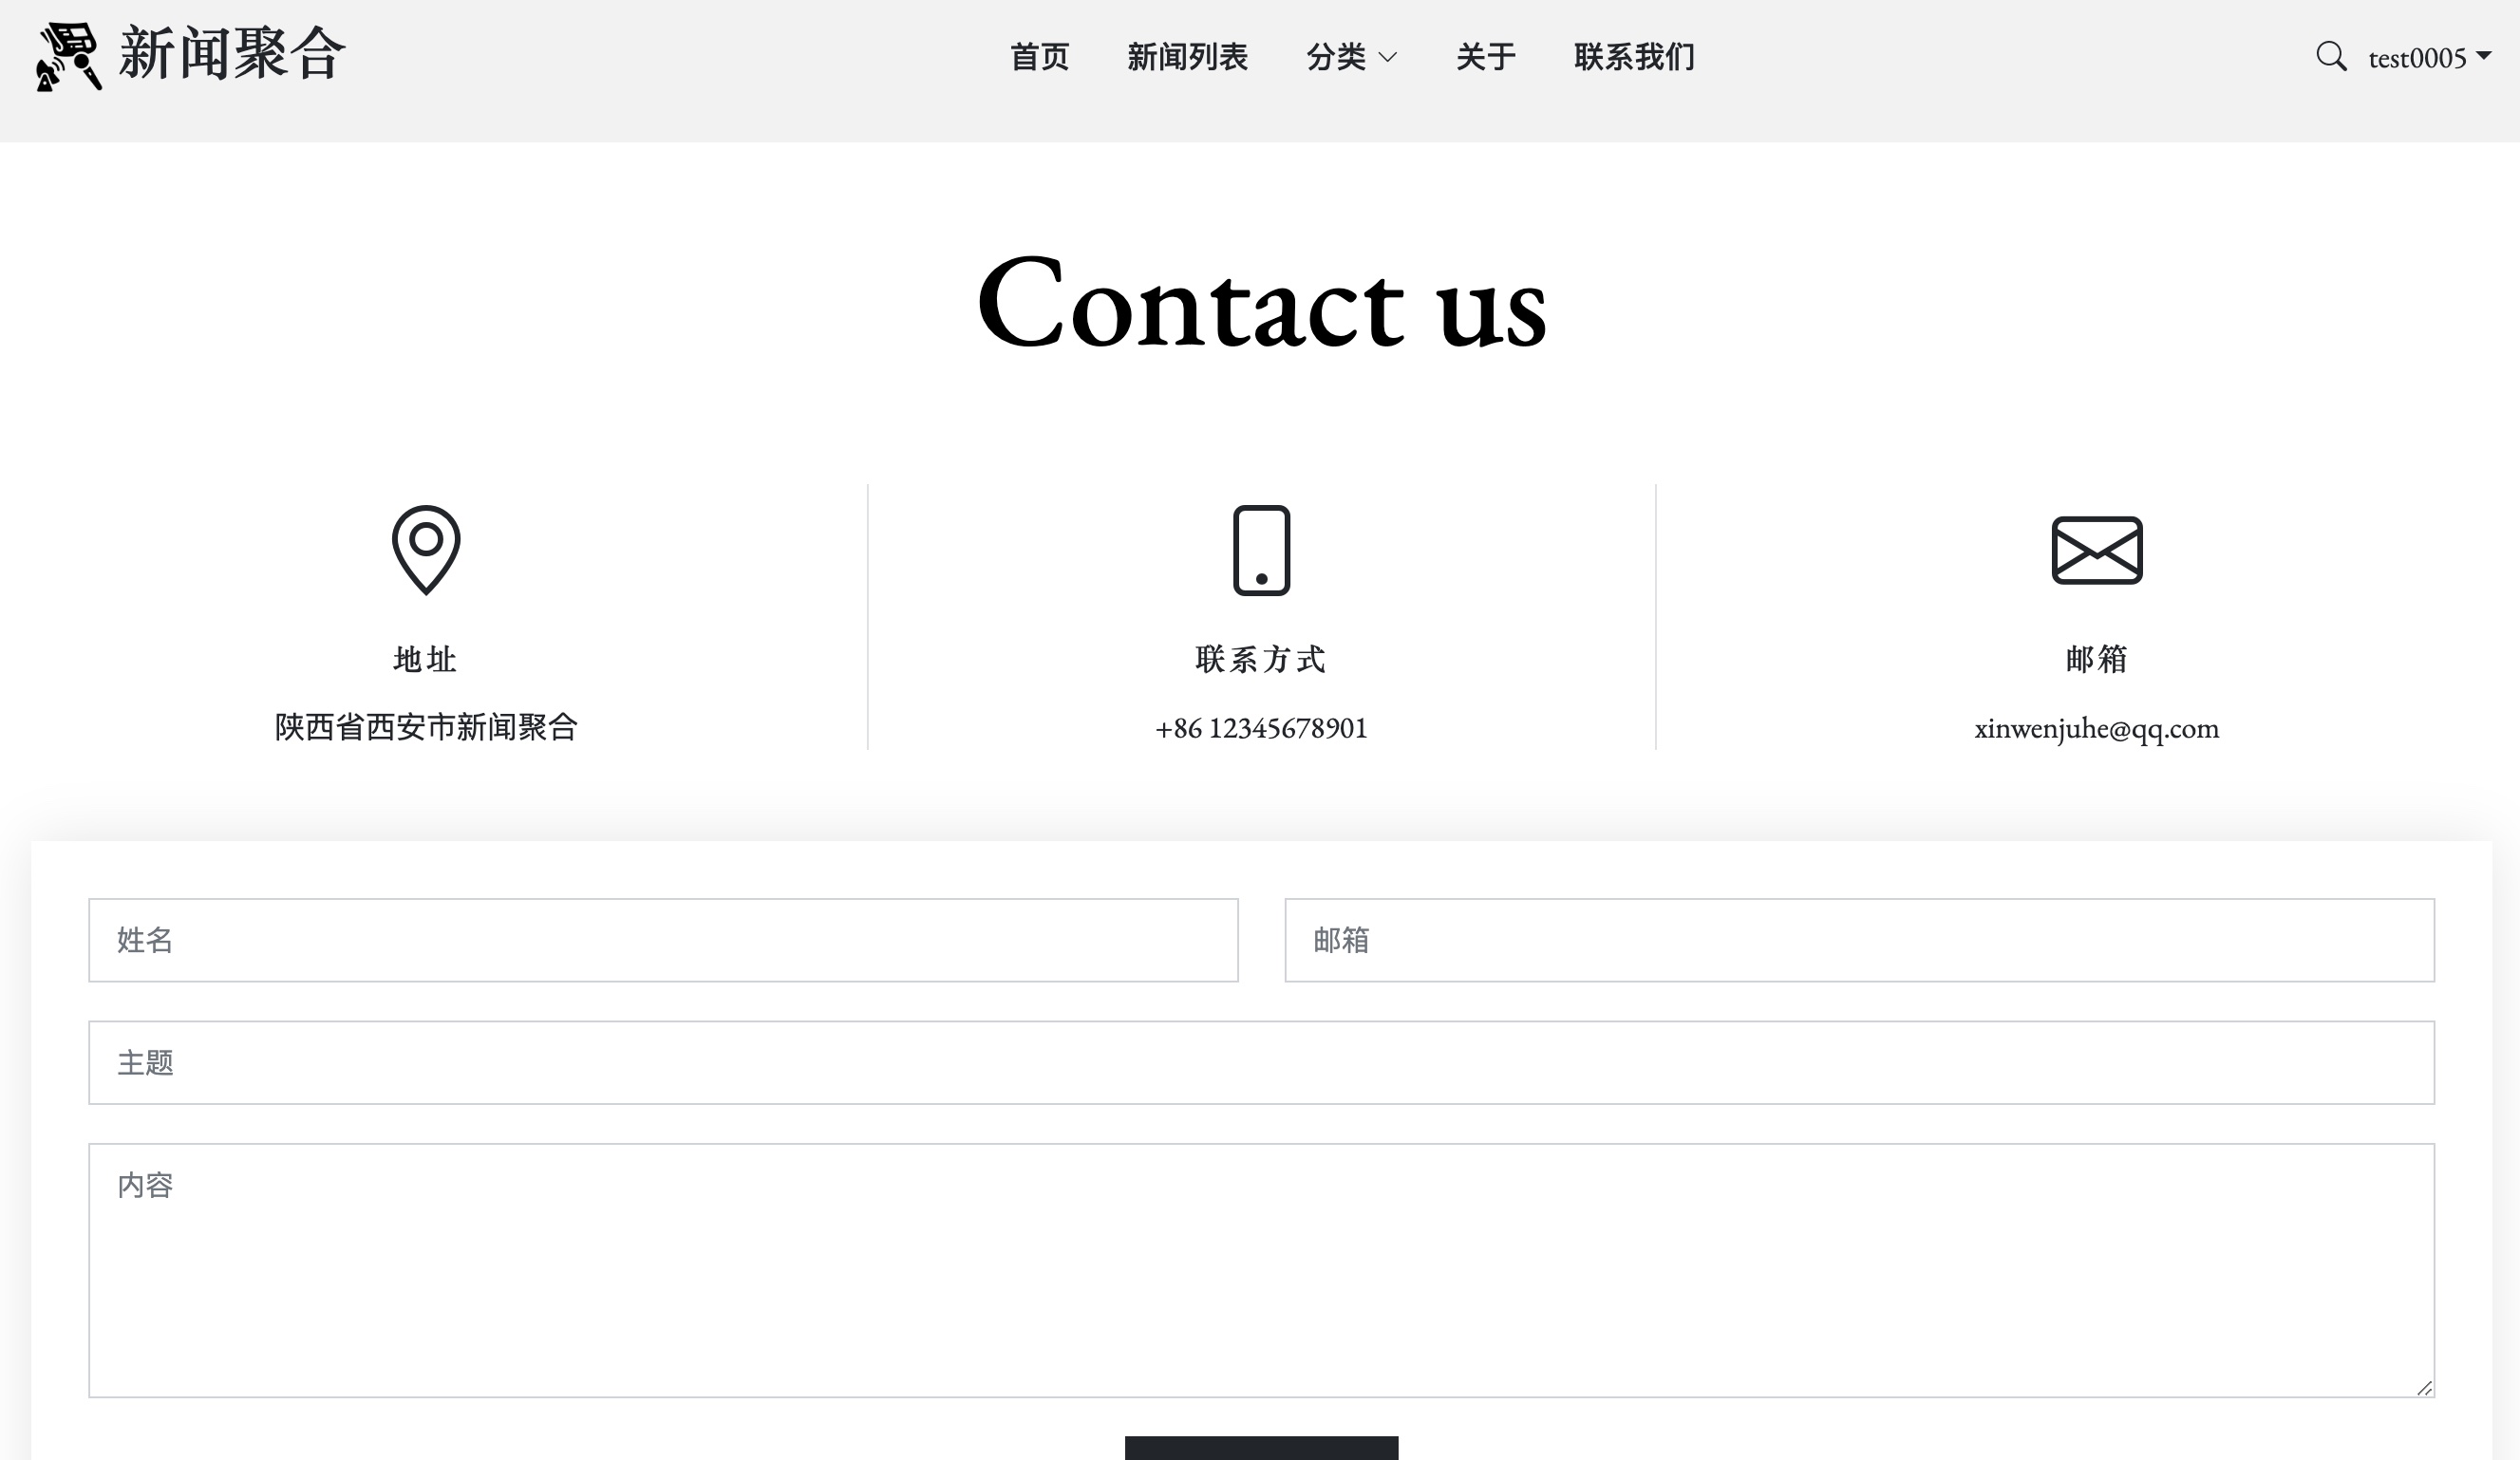 新闻聚合
首页 新闻列表 分类 关于 联系我们
test0005
Contact us
地址
陕西省西安市新闻聚合
联系方式
+86 12345678901
邮箱
xinwenjuhe@qq.com
姓名
邮箱
主题
内容